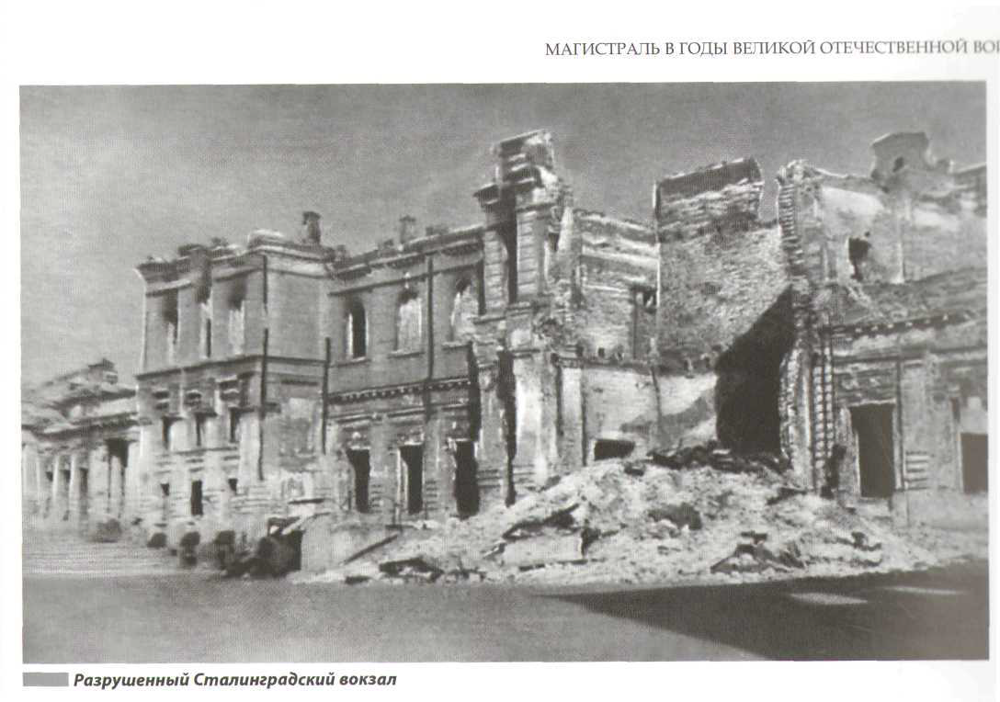 МАГИСТРАЛЬ В ГОДЫ ВЕЛИКОЙ ОТЕЧЕСТВЕННОЙ
Разрушенный Сталинградский вокзал